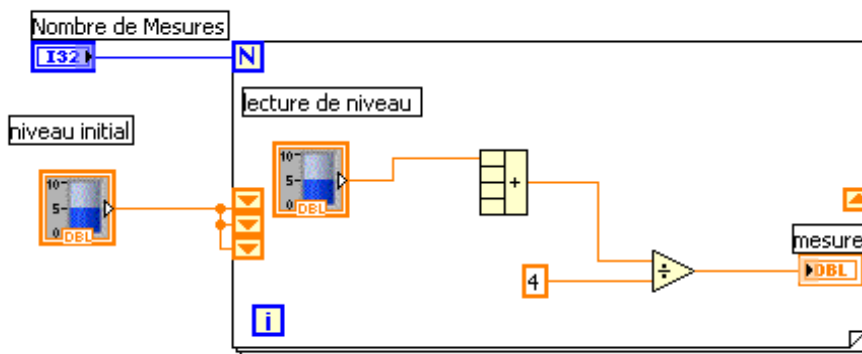 Nombre de Mesures
I32
N
lecture de niveau
niveau initial
10
5
0
DBL
10
5
0
DBL
+
÷
4
mesure
DBL
i